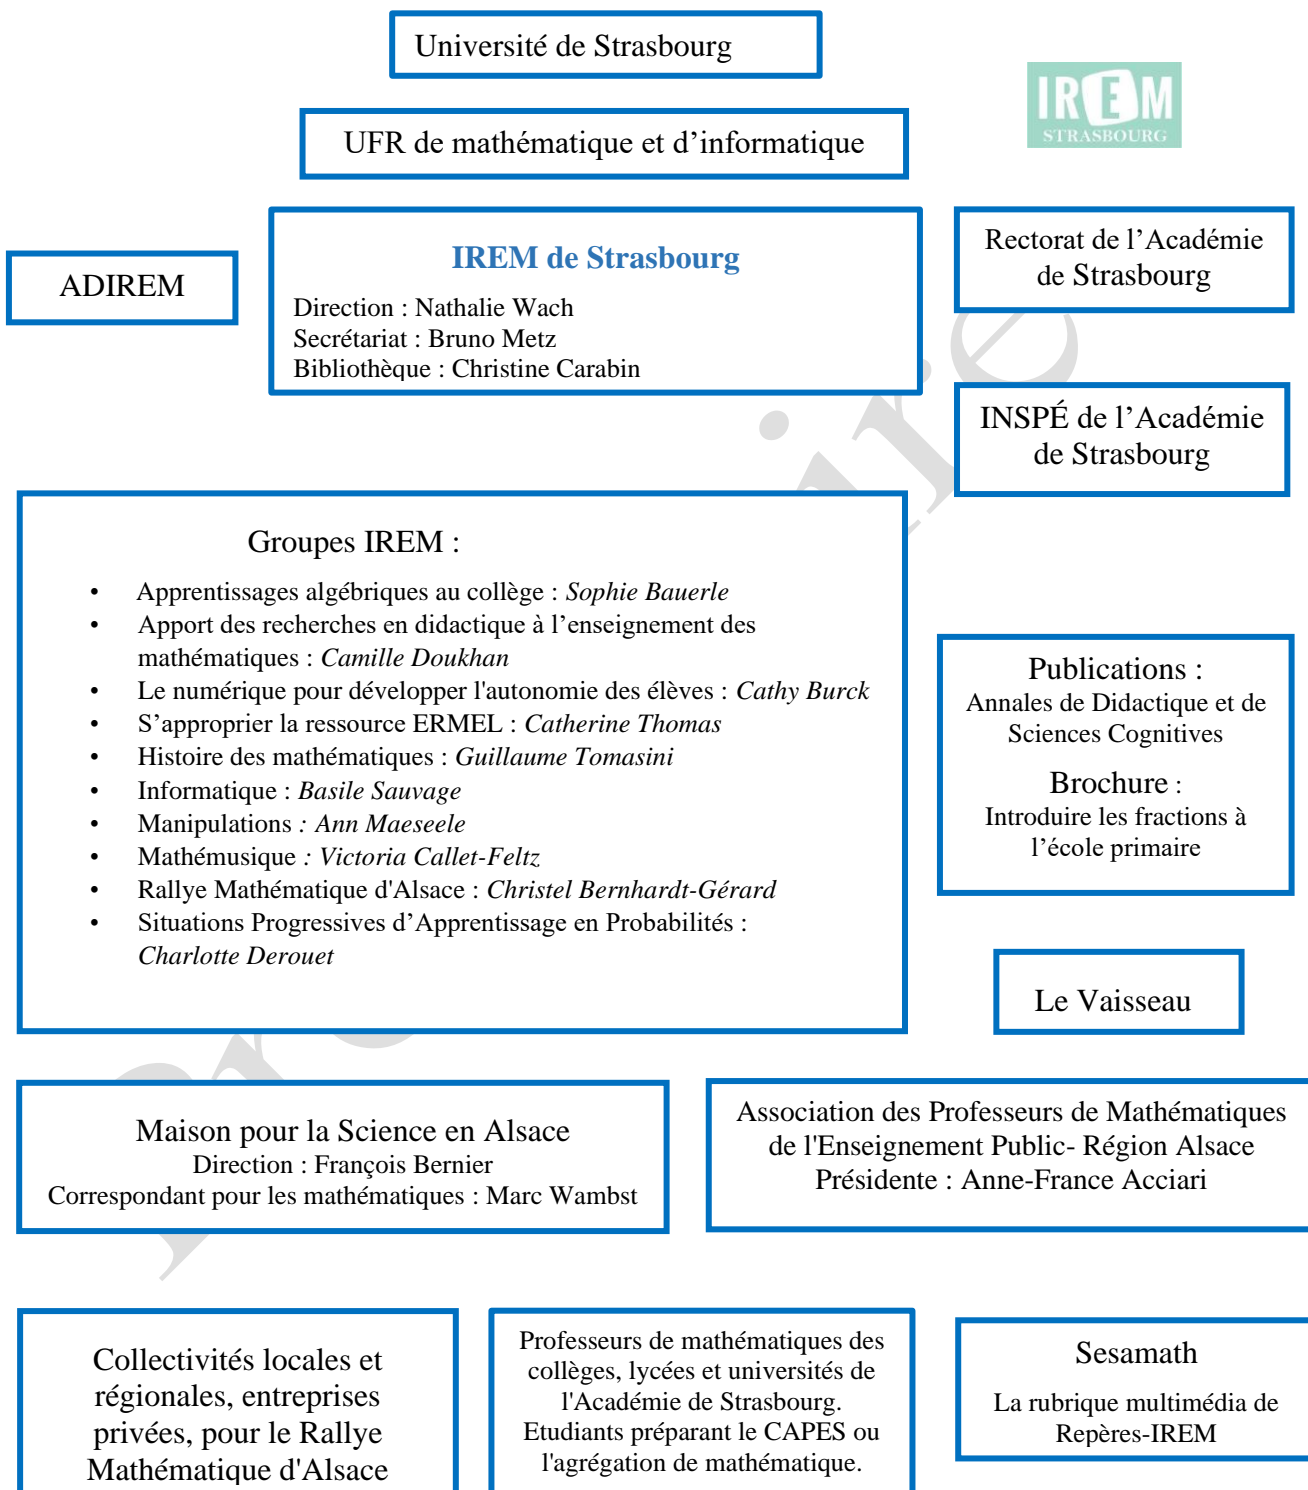 Université de Strasbourg
IREM
STRASBOURG
UFR de mathématique et d’informatique
ADIREM
IREM de Strasbourg
Direction : Nathalie Wach
Secrétariat : Bruno Metz
Bibliothèque : Christine Carabin
Rectorat de l’Académie
de Strasbourg
INSPÉ de l’Académie
de Strasbourg
Groupes IREM :
• Apprentissages algébriques au collège : Sophie Bauerle
• Apport des recherches en didactique à l’enseignement des
mathématiques : Camille Doukhan
• Le numérique pour développer l'autonomie des élèves : Cathy Burck
• S’approprier la ressource ERMEL : Catherine Thomas
• Histoire des mathématiques : Guillaume Tomasini
• Informatique : Basile Sauvage
• Manipulations : Ann Maeseele
• Mathémusique : Victoria Callet-Feltz
• Rallye Mathématique d'Alsace : Christel Bernhardt-Gérard
• Situations Progressives d’Apprentissage en Probabilités :
Charlotte Derouet
Publications :
Annales de Didactique et de
Sciences Cognitives
Brochure :
Introduire les fractions à
l’école primaire
Le Vaisseau
Maison pour la Science en Alsace
Direction : François Bernier
Correspondant pour les mathématiques : Marc Wambst
Association des Professeurs de Mathématiques
de l'Enseignement Public- Région Alsace
Présidente : Anne-France Acciari
Collectivités locales et
régionales, entreprises
privées, pour le Rallye
Mathématique d'Alsace
Professeurs de mathématiques des
collèges, lycées et universités de
l'Académie de Strasbourg.
Etudiants préparant le CAPES ou
l'agrégation de mathématique.
Sesamath
La rubrique multimédia de
Repères-IREM